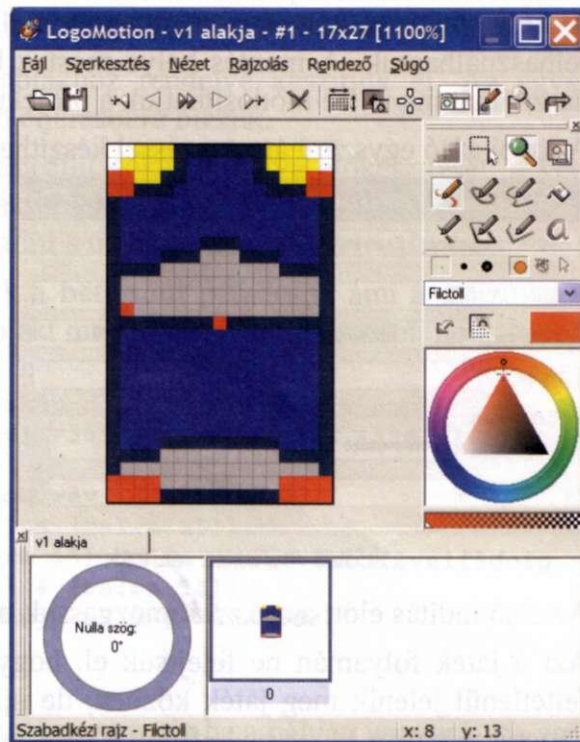 LogoMotion - v1 alakja - #1 - 17x27 [1100%]
Fájl Szerkesztés Nézet Rajzolás Rendező Súgó
Filctoll
v1 alakja
Nulla szög:
0°
0
Szabadkézi rajz - Filctoll x: 8 y: 13